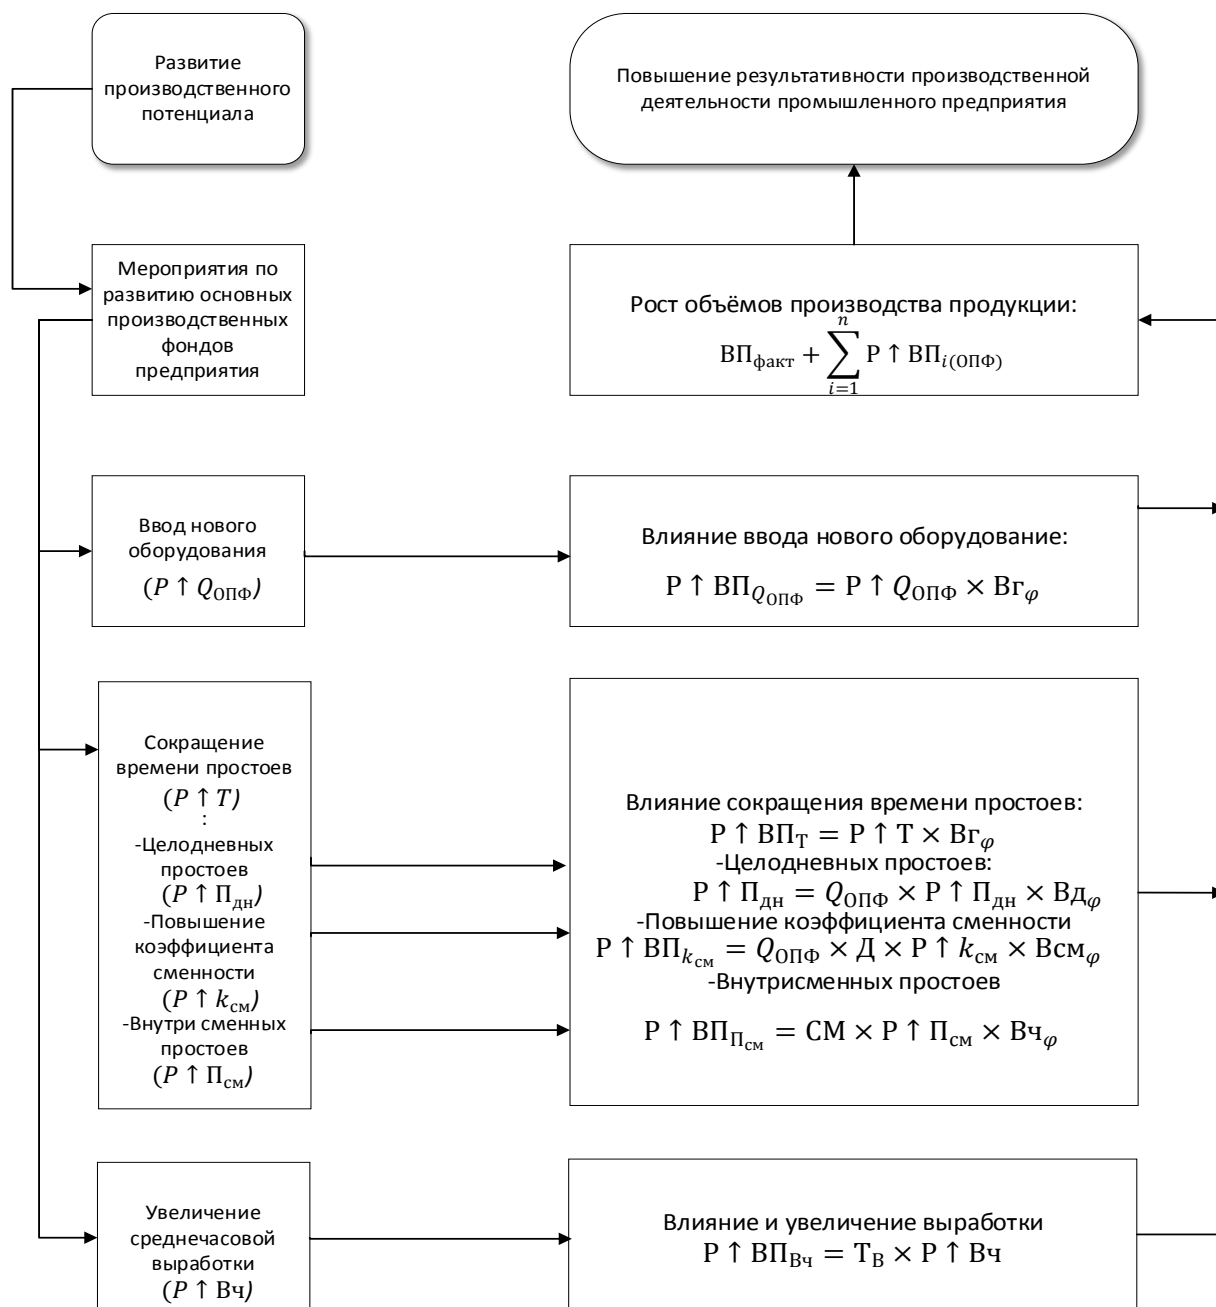 Развитие
производственного
потенциала
Повышение результативности производственной
деятельности промышленного предприятия
Мероприятия по
развитию основных
производственных
фондов
предприятия
Рост объёмов производства продукции:
ВП_факт + ∑_{i=1}^{n} Р ↑ ВП_{i(ОПФ)}
Ввод нового
оборудования
(P ↑ Q_ОПФ)
Влияние ввода нового оборудование:
Р ↑ ВП_{Q_ОПФ} = Р ↑ Q_ОПФ × Вг_φ
Сокращение
времени простоев
(P ↑ T)
:
-Целодневных
простоев
(P ↑ П_дн)
-Повышение
коэффициента
сменности
(P ↑ k_см)
-Внутри сменных
простоев
(P ↑ П_см)
Влияние сокращения времени простоев:
Р ↑ ВП_Т = Р ↑ Т × Вг_φ
-Целодневных простоев:
Р ↑ П_дн = Q_ОПФ × Р ↑ П_дн × Вд_φ
-Повышение коэффициента сменности
Р ↑ ВП_{k_см} = Q_ОПФ × Д × Р ↑ k_см × Всм_φ
-Внутрисменных простоев
Р ↑ ВП_{П_см} = СМ × Р ↑ П_см × Вч_φ
Увеличение
среднечасовой
выработки
(P ↑ Вч)
Влияние и увеличение выработки
Р ↑ ВП_Вч = Т_В × Р ↑ Вч